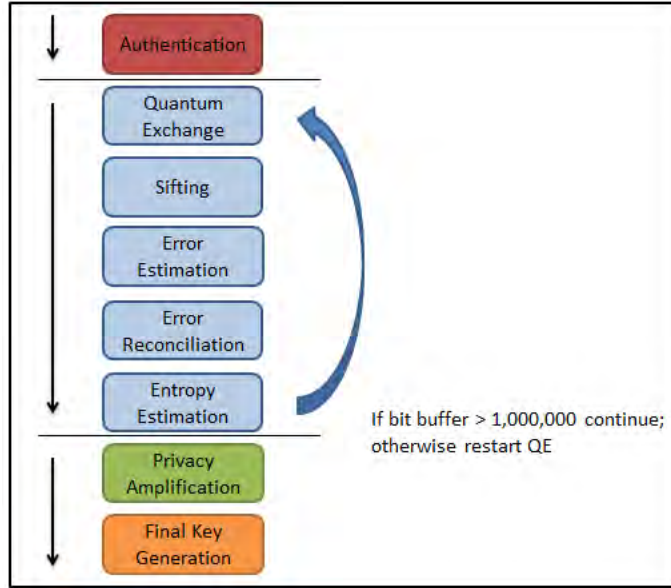 Authentication
Quantum
Exchange
Sifting
Error
Estimation
Error
Reconciliation
Entropy
Estimation
If bit buffer > 1,000,000 continue;
otherwise restart QE
Privacy
Amplification
Final Key
Generation